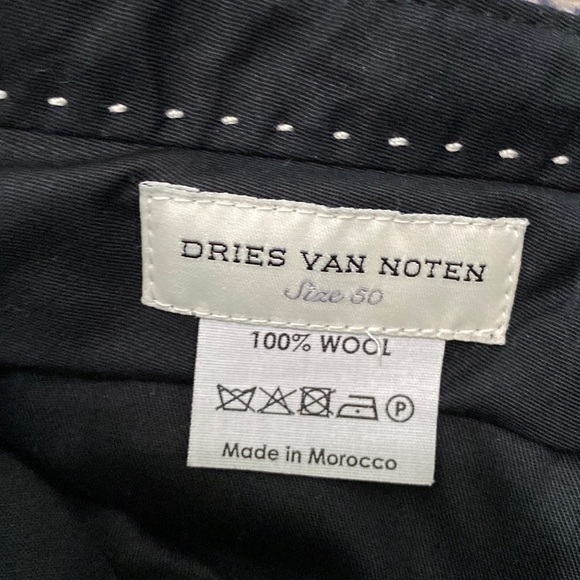 DRIES VAN NOTEN
Size 50
100% WOOL
P
Made in Morocco